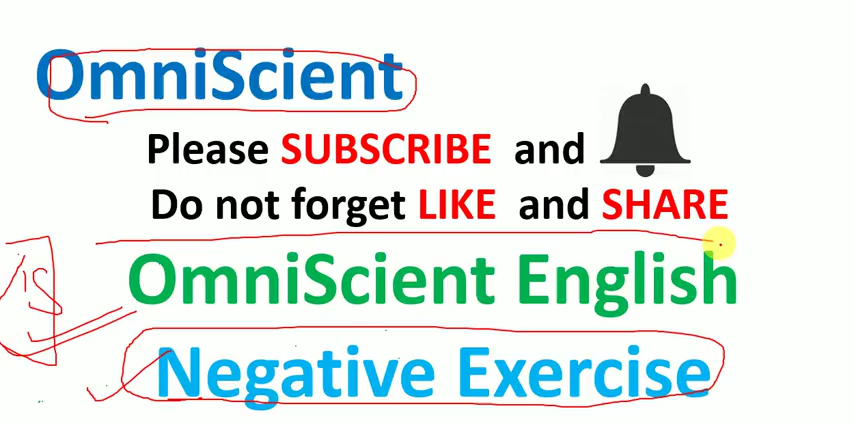 OmniScient
Please SUBSCRIBE and
Do not forget LIKE and SHARE
OmniScient English
Negative Exercise